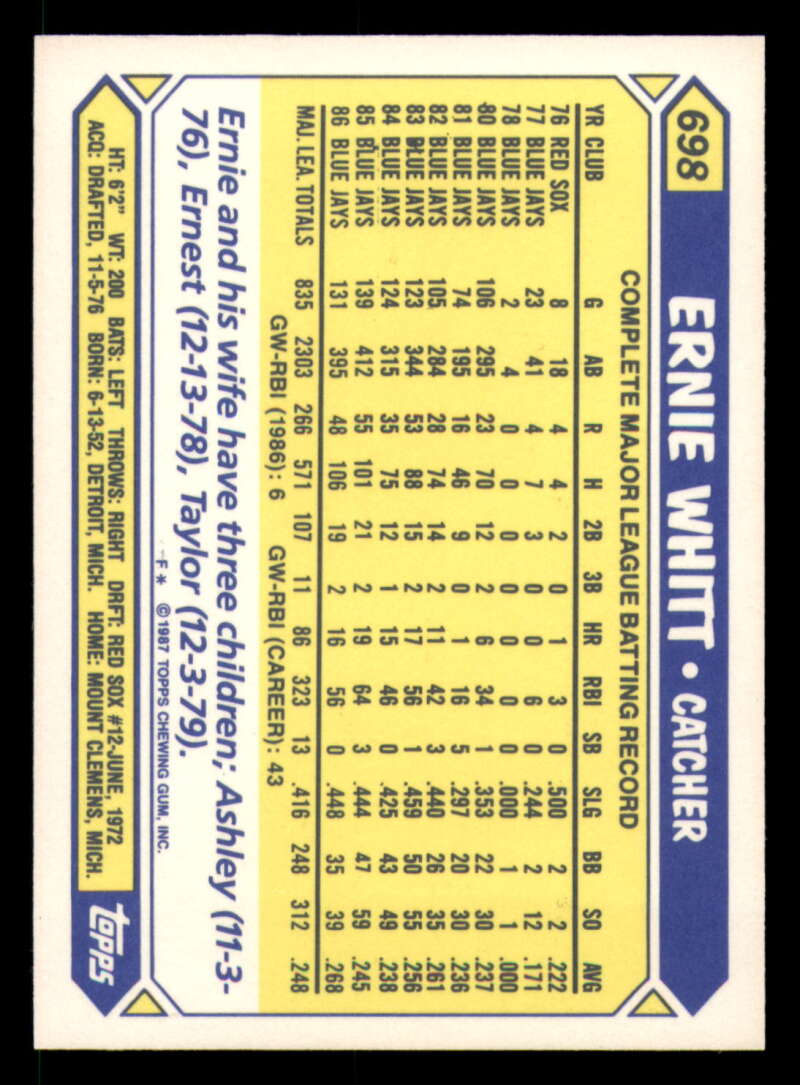 698
ERNIE WHITT • CATCHER
COMPLETE MAJOR LEAGUE BATTING RECORD
YR CLUB G AB R H 2B 3B HR RBI SB SLG BB SO AVG
76 RED SOX 8 18 4 4 2 0 1 3 0 .500 2 2 .222
77 BLUE JAYS 23 41 4 7 3 0 0 6 0 .244 2 12 .171
78 BLUE JAYS 2 4 0 0 0 0 0 0 0 .000 1 1 .000
80 BLUE JAYS 106 295 23 70 12 2 6 34 1 .353 22 30 .237
81 BLUE JAYS 74 195 16 46 9 0 1 16 5 .297 20 30 .236
82 BLUE JAYS 105 284 28 74 14 2 11 42 3 .440 26 35 .261
83 BLUE JAYS 123 344 53 88 15 2 17 56 1 .459 50 55 .256
84 BLUE JAYS 124 315 35 75 12 1 15 46 0 .425 43 49 .238
85 BLUE JAYS 139 412 55 101 21 2 19 64 3 .444 47 59 .245
86 BLUE JAYS 131 395 48 106 19 2 16 56 0 .448 35 39 .268
MAJ. LEA. TOTALS 835 2303 266 571 107 11 86 323 13 .416 248 312 .248
GW-RBI (1986): 6 GW-RBI (CAREER): 43
Ernie and his wife have three children; Ashley (11-3-
76), Ernest (12-13-78), Taylor (12-3-79).
F* © 1987 TOPPS CHEWING GUM, INC.
HT: 6'2" WT: 200 BATS: LEFT THROWS: RIGHT DRFT: RED SOX #12-JUNE, 1972
ACQ: DRAFTED, 11-5-76 BORN: 6-13-52, DETROIT, MICH. HOME: MOUNT CLEMENS, MICH.
topps